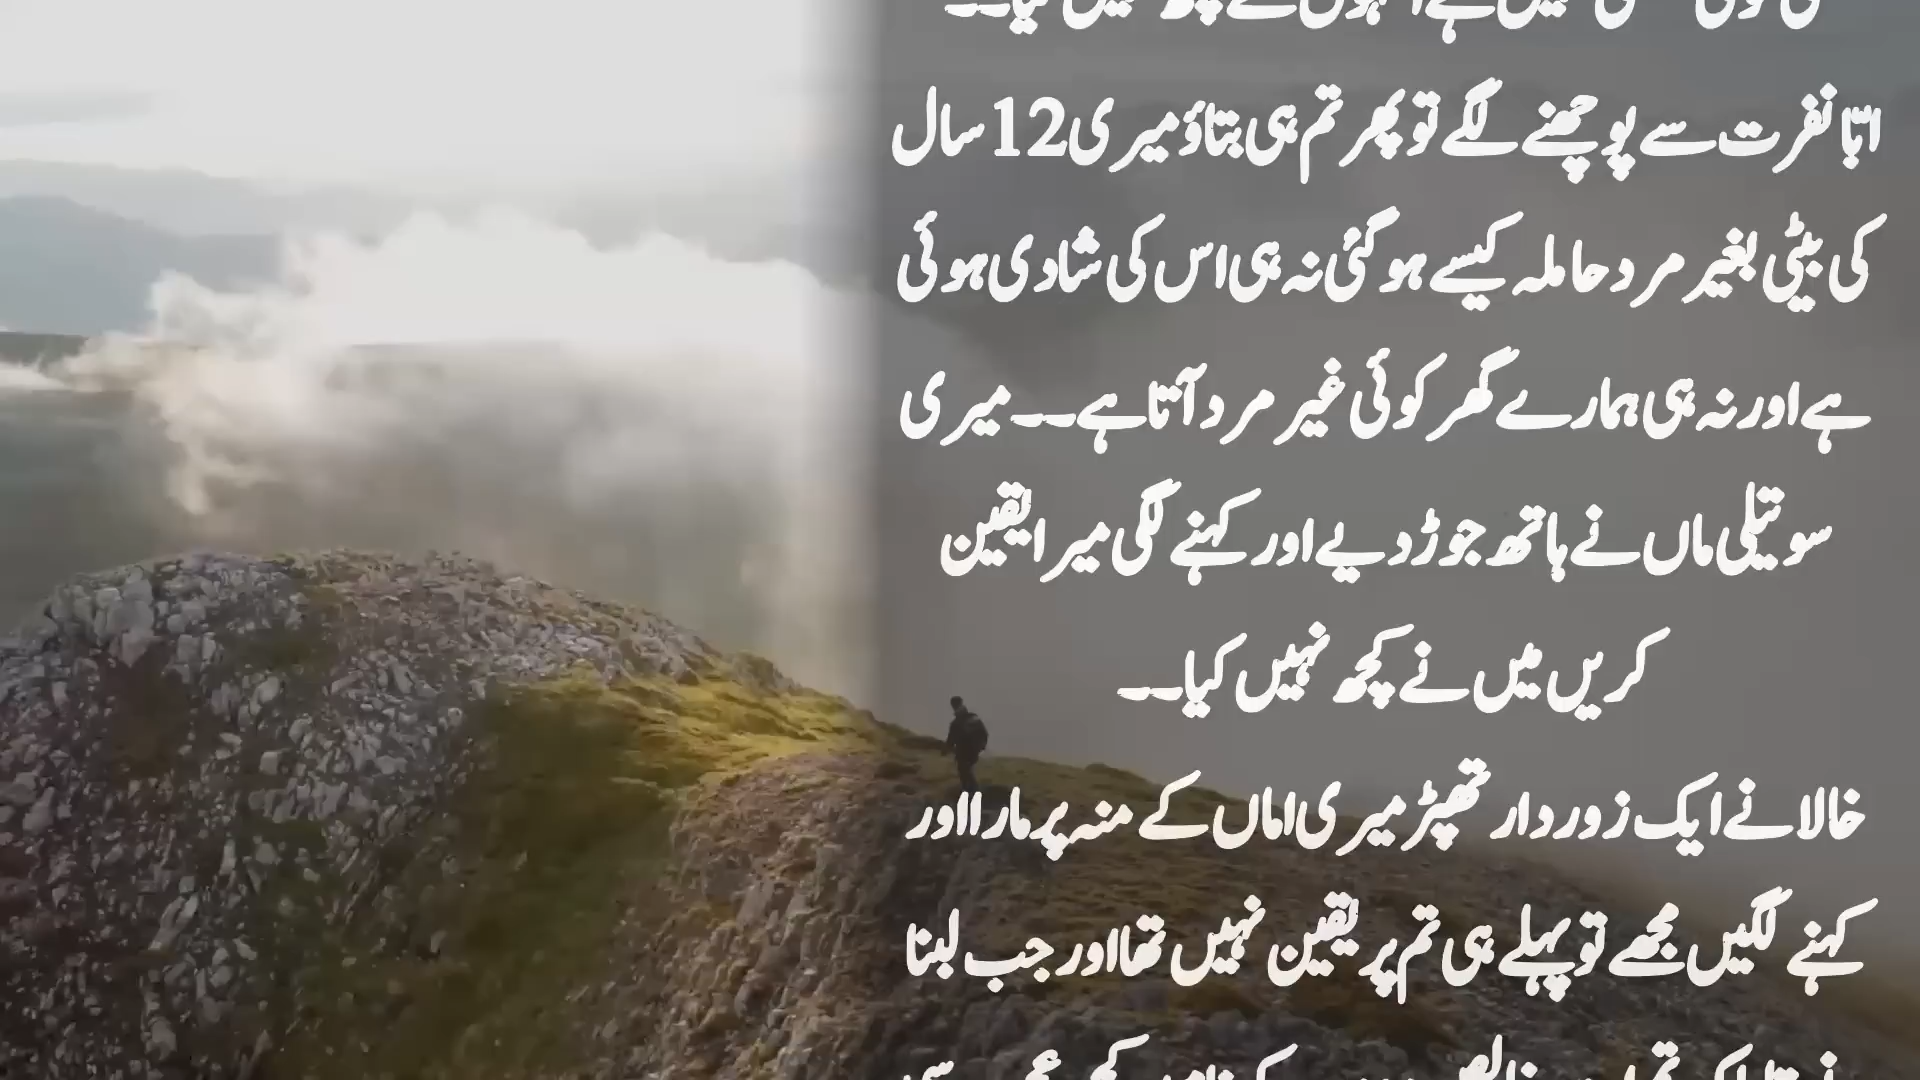 ابّا نفرت سے پوچھنے لگے تو پھر تم ہی بتاؤ میری 12 سال
کی بیٹی بغیر مرد حاملہ کیسے ہو گئی نہ ہی اس کی شادی ہوئی
ہے اور نہ ہی ہمارے گھر کوئی غیر مرد آتا ہے۔۔ میری
سوتیلی ماں نے ہاتھ جوڑ دیے اور کہنے لگی میرا یقین
کریں میں نے کچھ نہیں کیا۔۔
خالا نے ایک زور دار تھپڑ میری اماں کے منہ پر مارا اور
کہنے لگیں مجھے تو پہلے ہی تم پر یقین نہیں تھا اور جب لبنا